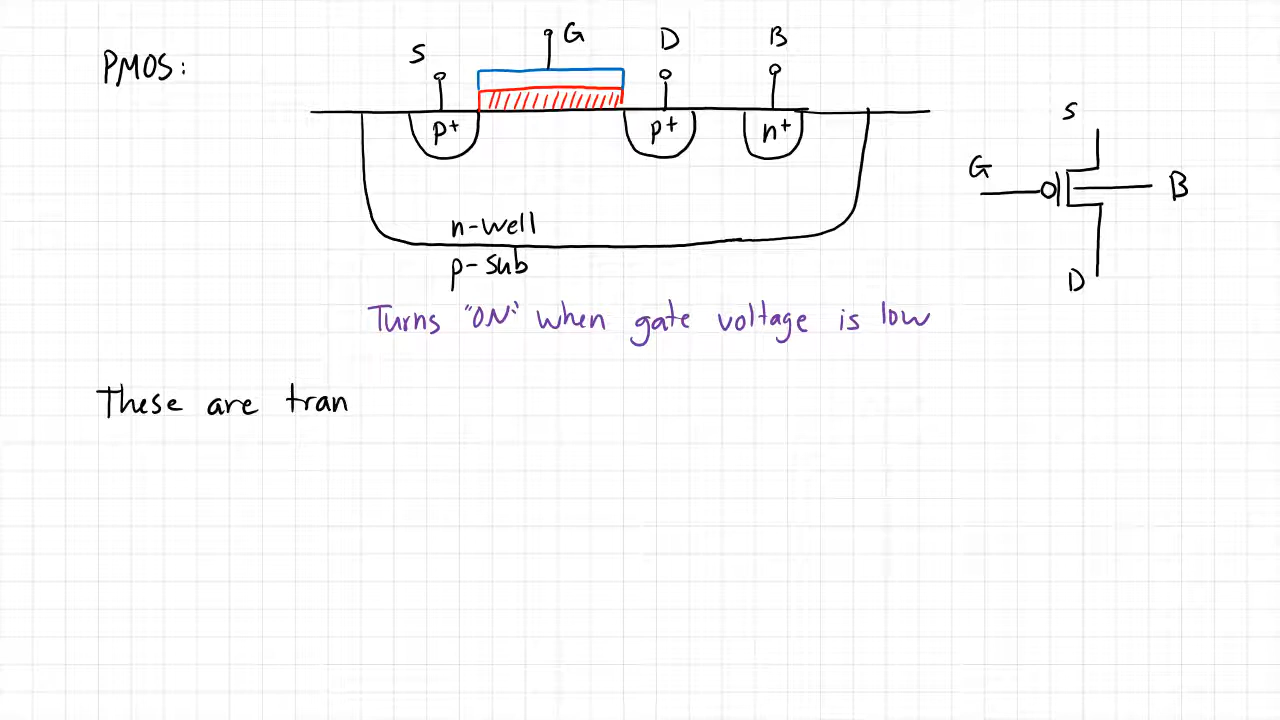 PMOS:
S
G
D
B
p+
p+
n+
n-well
p-sub
S
G
B
D
Turns "ON" when gate voltage is low
These are tran